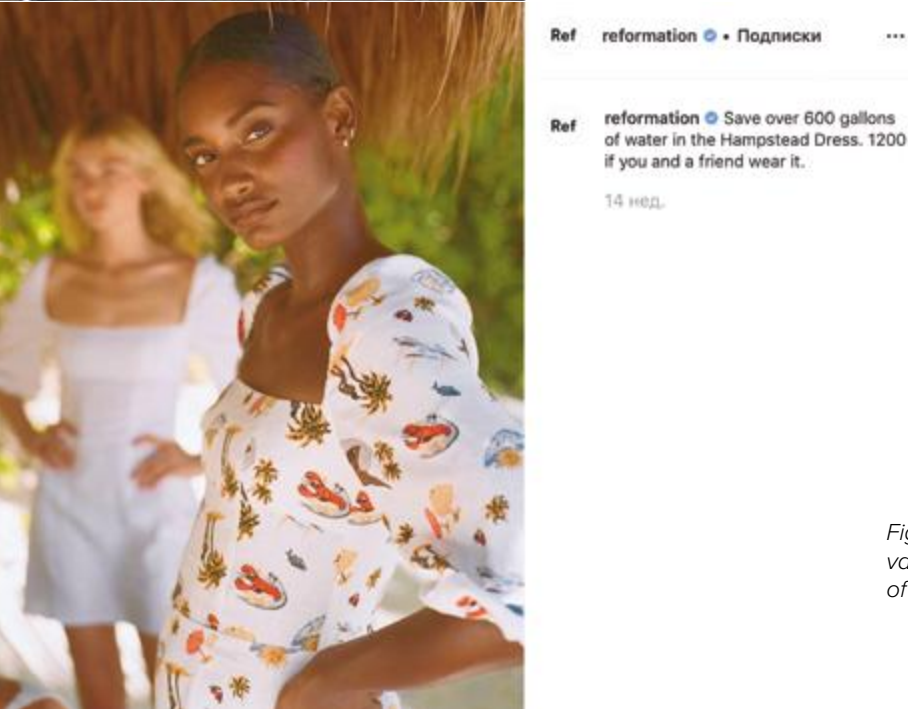 Ref reformation • Подписки
Ref reformation Save over 600 gallons
of water in the Hampstead Dress. 1200
if you and a friend wear it.
14 нед.
of